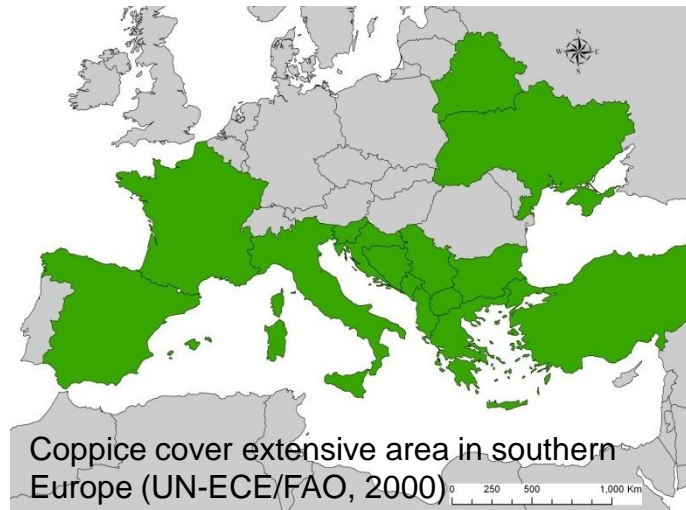 N
W E
S
Coppice cover extensive area in southern
Europe (UN-ECE/FAO, 2000)
0 250 500 1,000 Km